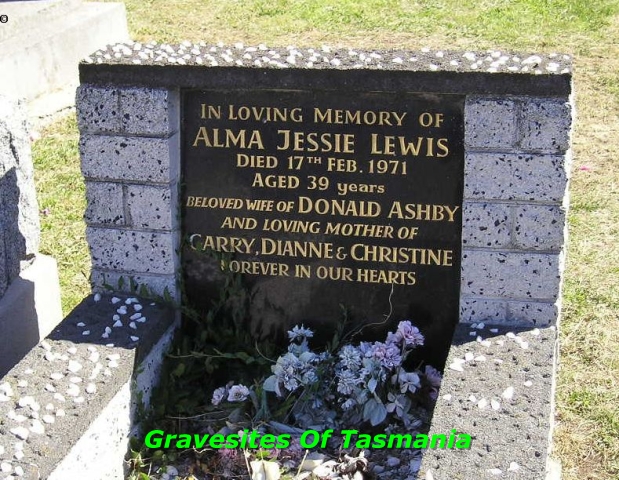 ©
IN LOVING MEMORY OF
ALMA JESSIE LEWIS
DIED 17TH FEB. 1971
AGED 39 years
BELOVED WIFE OF DONALD ASHBY
AND LOVING MOTHER OF
GARRY, DIANNE & CHRISTINE
FOREVER IN OUR HEARTS
Gravesites Of Tasmania